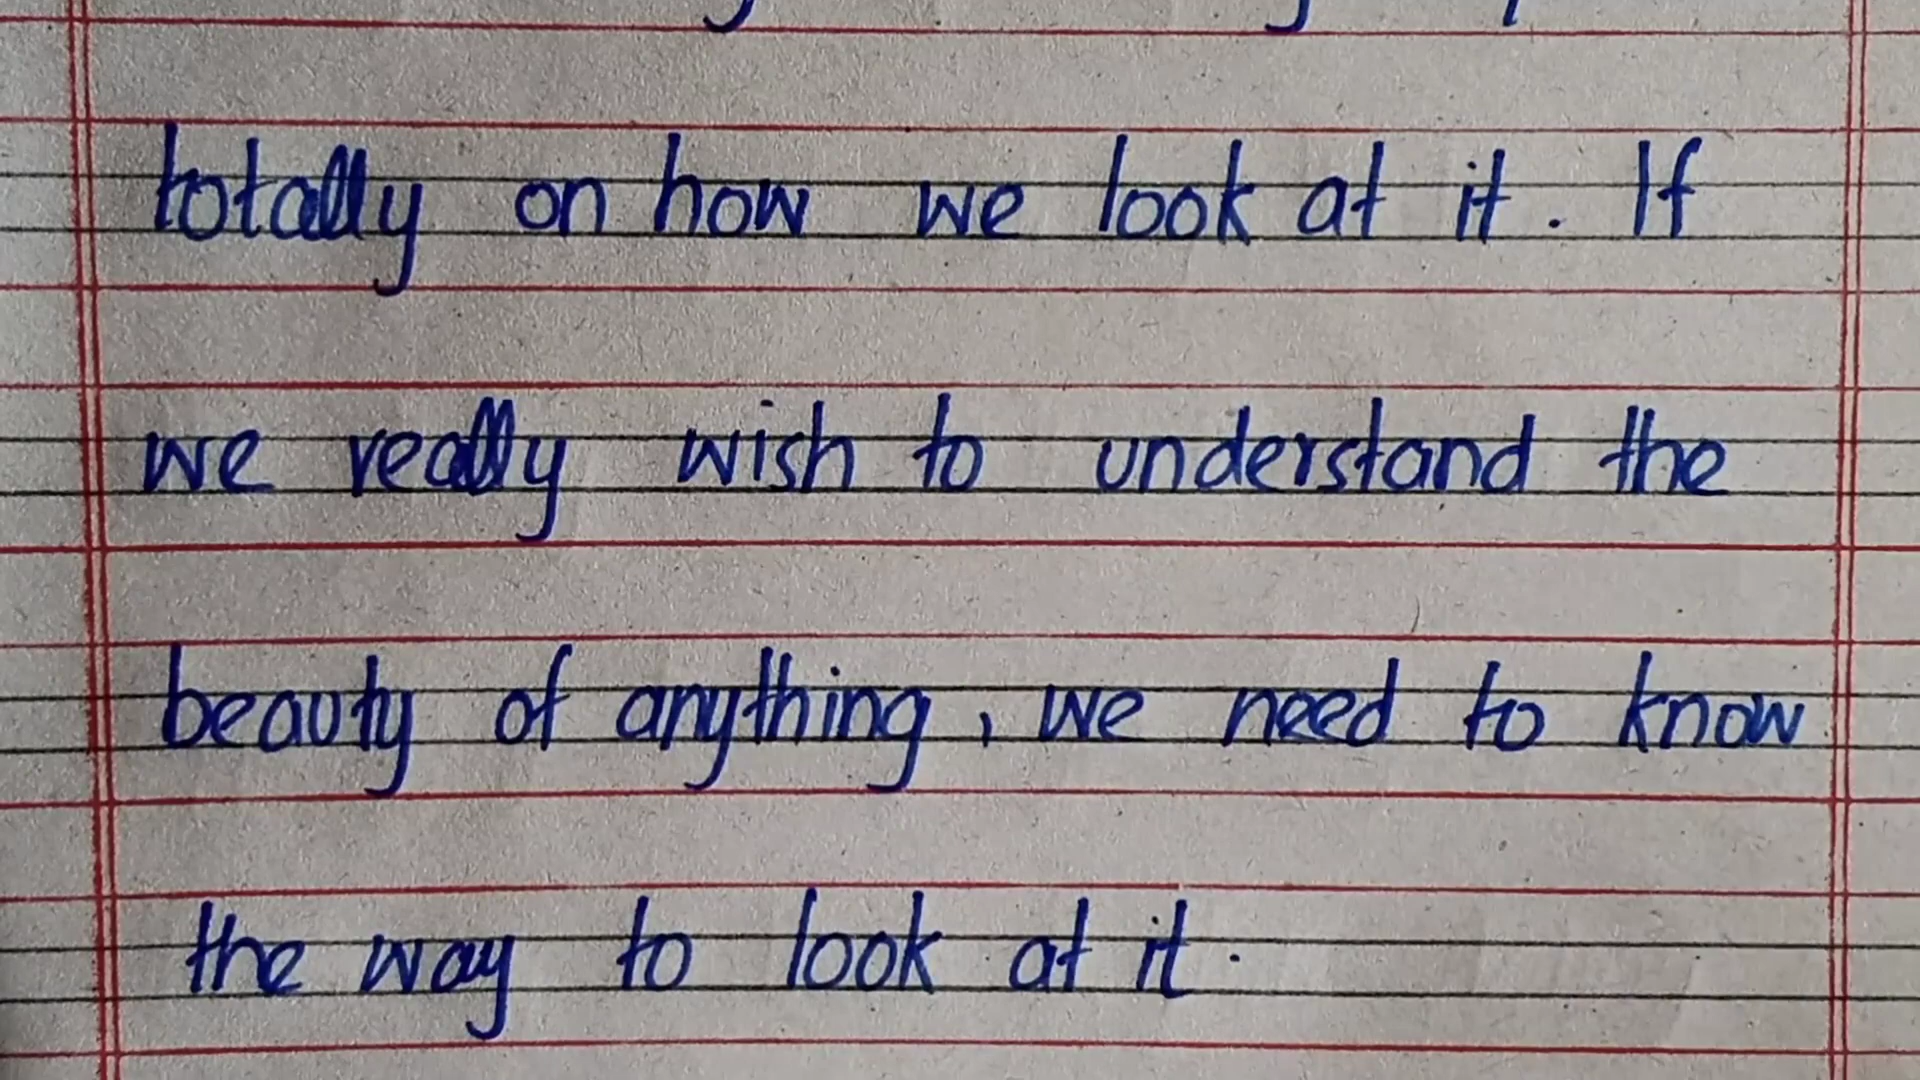 totally on how we look at it. If
we really wish to understand the
beauty of anything, we need to know
the way to look at it.